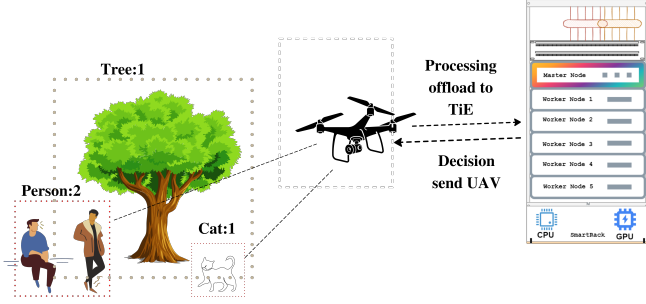 Tree:1
Person:2
Cat:1
Processing
offload to
TiE
Decision
send UAV
Master Node
Worker Node 1
Worker Node 2
Worker Node 3
Worker Node 4
Worker Node 5
CPU
SmartRack
GPU